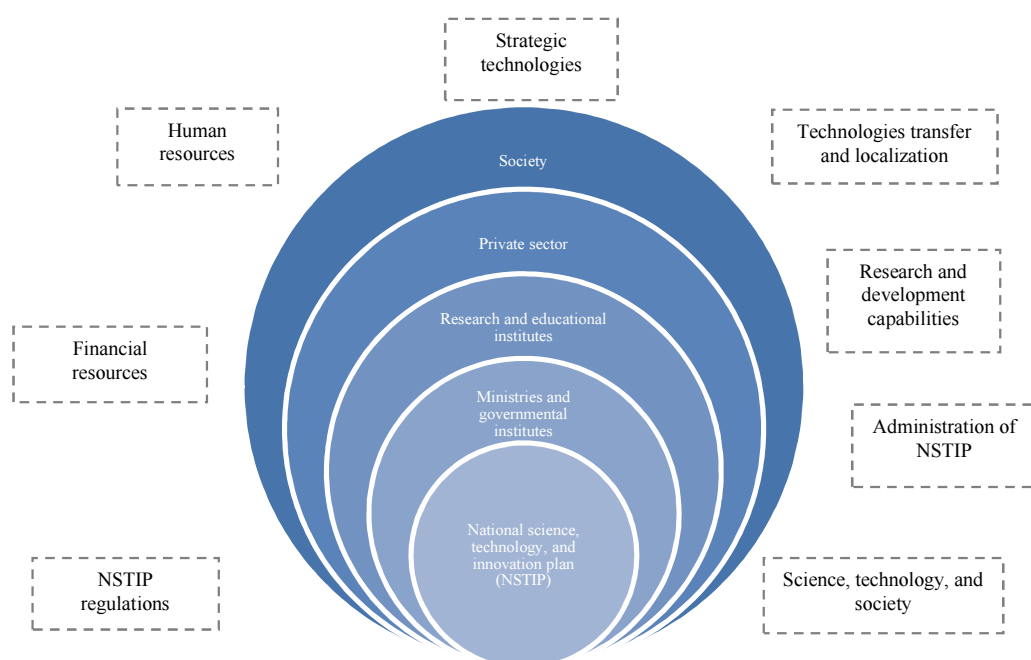 Strategic
technologies
Human
resources
Technologies transfer
and localization
Society
Private sector
Research and
development
capabilities
Research and educational
institutes
Financial
resources
Ministries and
governmental
institutes
Administration of
NSTIP
National science,
technology, and
innovation plan
(NSTIP)
NSTIP
regulations
Science, technology, and
society